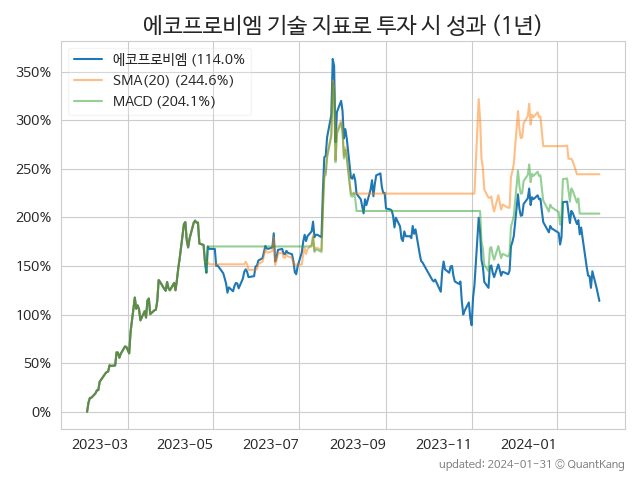 에코프로비엠 기술 지표로 투자 시 성과 (1년)
에코프로비엠 (114.0%
SMA(20) (244.6%)
MACD (204.1%)
350%
300%
250%
200%
150%
100%
50%
0%
2023-03 2023-05 2023-07 2023-09 2023-11 2024-01
updated: 2024-01-31 © QuantKang